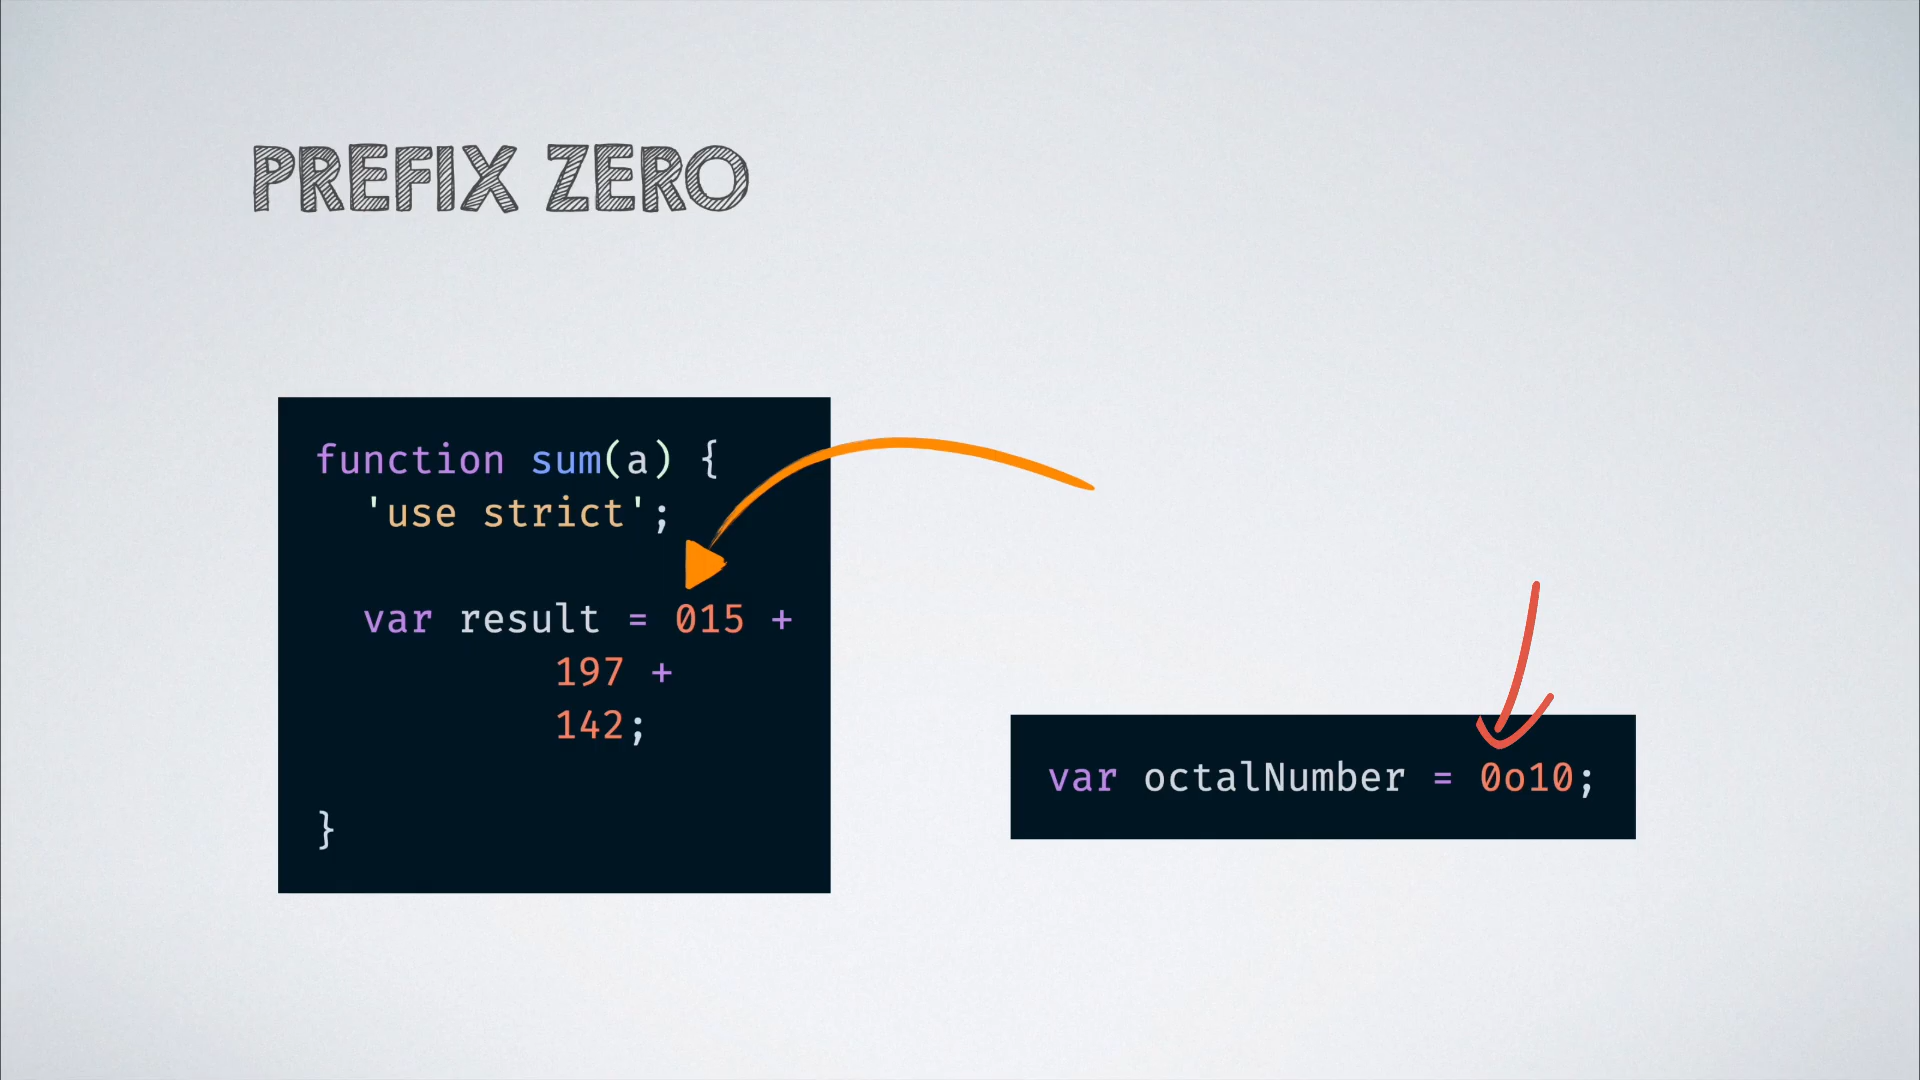 PREFIX ZERO
function sum(a) {
'use strict';
var result = 015 +
197 +
142;
}
var octalNumber = 0o10;